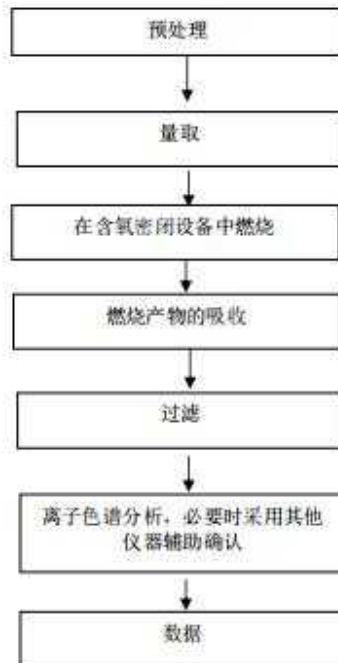 预处理
量取
在含氧密闭设备中燃烧
燃烧产物的吸收
过滤
离子色谱分析，必要时采用其他
仪器辅助确认
数据